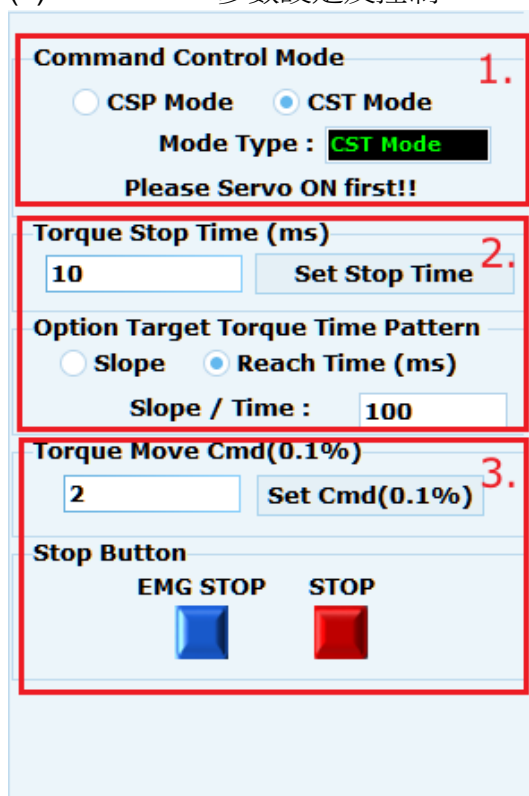 Command Control Mode
1.
CSP Mode CST Mode
Mode Type : CST Mode
Please Servo ON first!!
Torque Stop Time (ms)
2.
10 Set Stop Time
Option Target Torque Time Pattern
Slope Reach Time (ms)
Slope / Time : 100
Torque Move Cmd(0.1%)
3.
2 Set Cmd(0.1%)
Stop Button
EMG STOP STOP